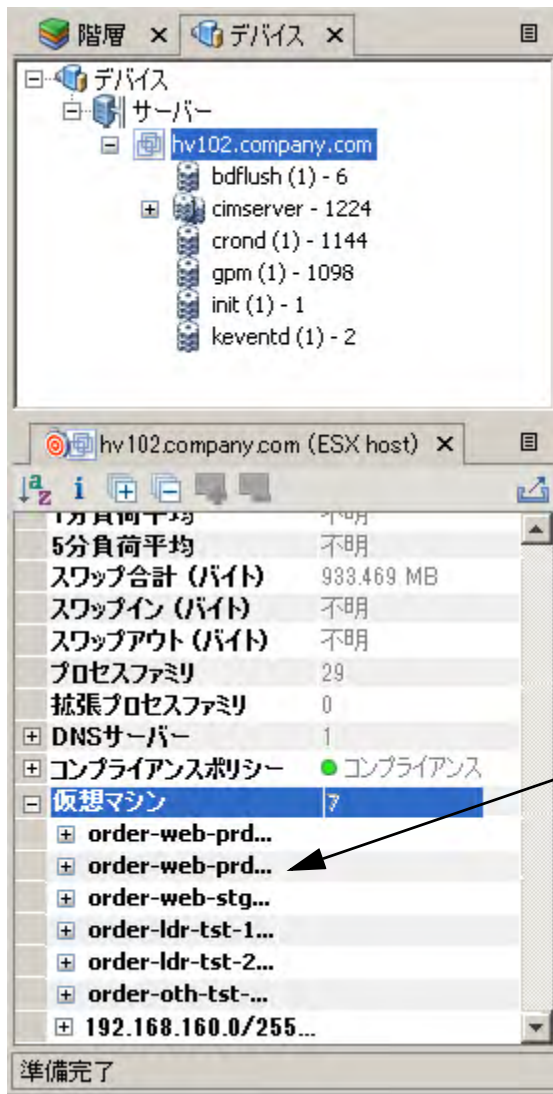 階層 デバイス
デバイス
サーバー
hv102.company.com
bdflush (1) - 6
cimserver - 1224
crond (1) - 1144
gpm (1) - 1098
init (1) - 1
keventd (1) - 2
hv102.company.com (ESX host)
1分負荷平均 不明
5分負荷平均 不明
スワップ合計 (バイト) 933.469 MB
スワップイン (バイト) 不明
スワップアウト (バイト) 不明
プロセスファミリ 29
拡張プロセスファミリ 0
DNSサーバー 1
コンプライアンスポリシー コンプライアンス
仮想マシン 7
order-web-prd...
order-web-prd...
order-web-stg...
order-ldr-tst-1...
order-ldr-tst-2...
order-oth-tst-...
192.168.160.0/255...
準備完了